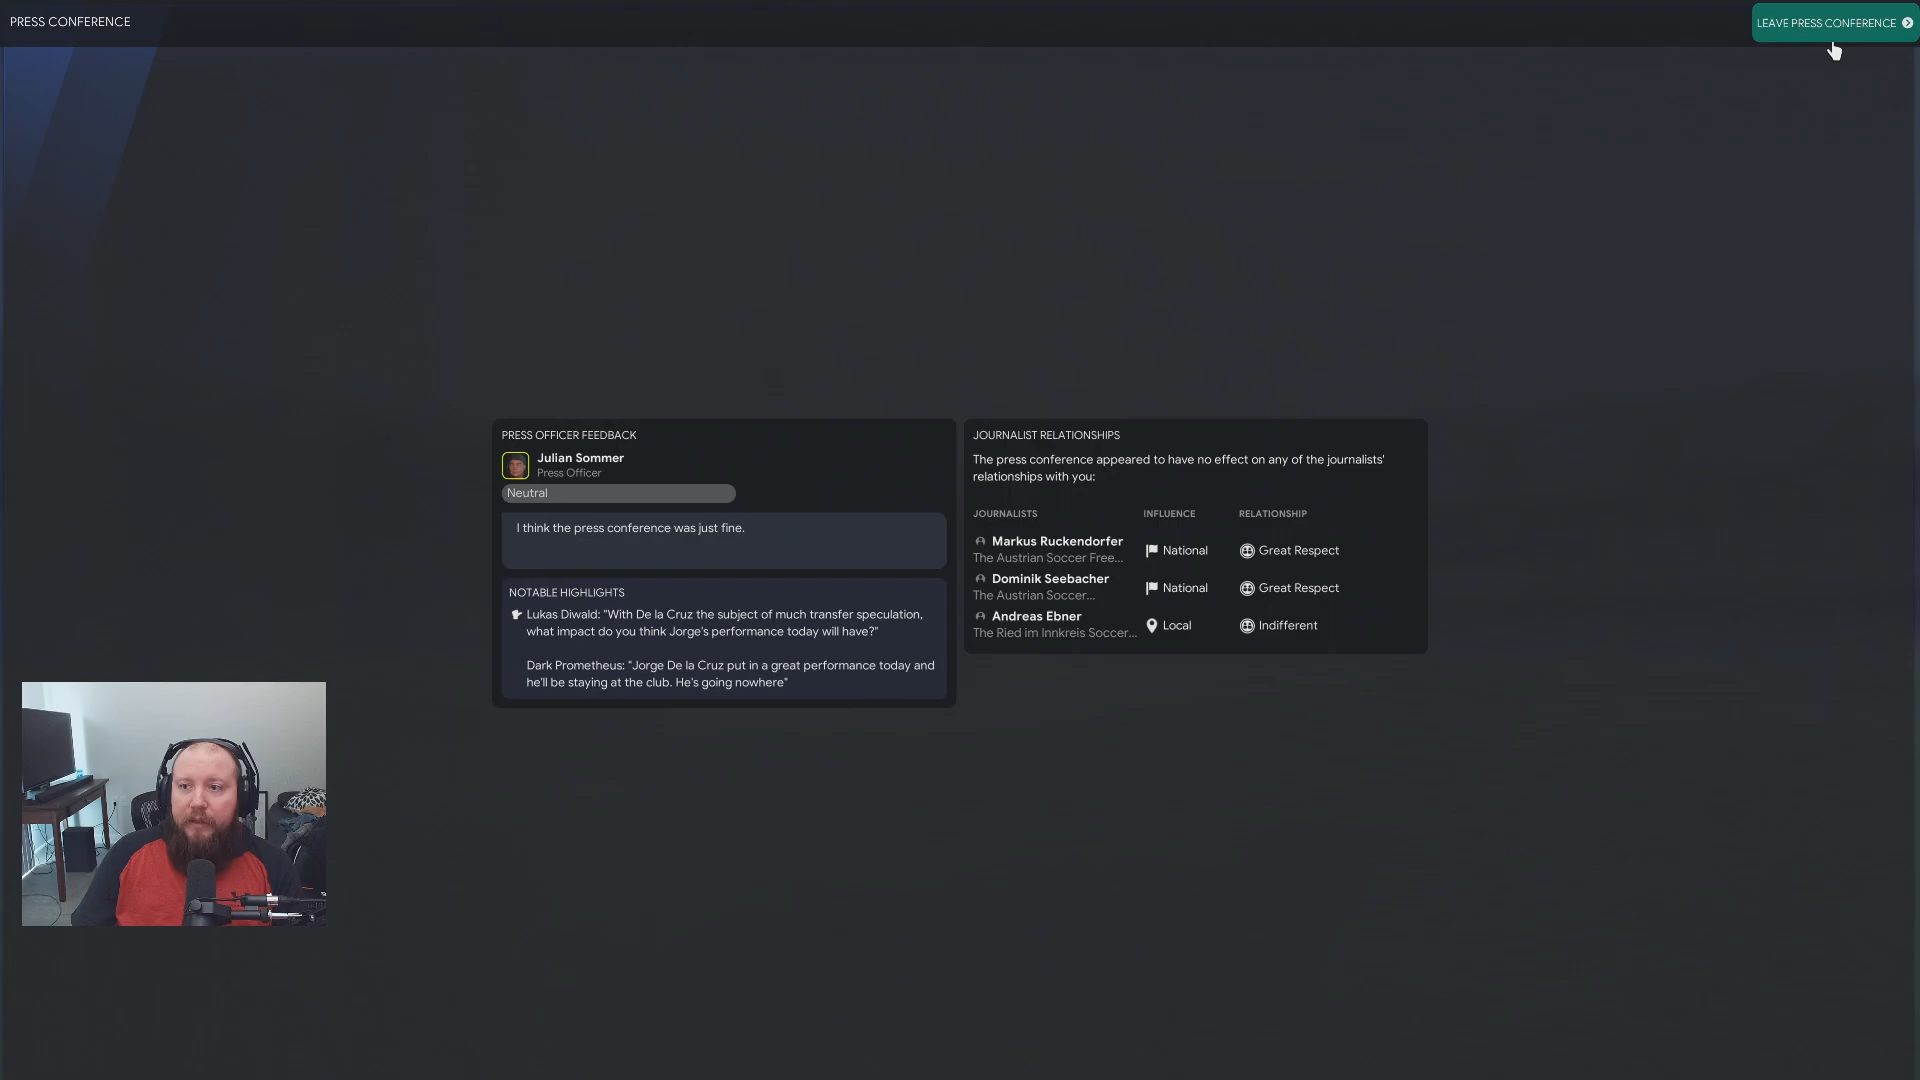 PRESS CONFERENCE
LEAVE PRESS CONFERENCE
PRESS OFFICER FEEDBACK
Julian Sommer
Press Officer
Neutral
I think the press conference was just fine.
NOTABLE HIGHLIGHTS
Lukas Diwald: "With De la Cruz the subject of much transfer speculation,
what impact do you think Jorge's performance today will have?"
Dark Prometheus: "Jorge De la Cruz put in a great performance today and
he'll be staying at the club. He's going nowhere"
JOURNALIST RELATIONSHIPS
The press conference appeared to have no effect on any of the journalists'
relationships with you:
JOURNALISTS INFLUENCE RELATIONSHIP
Markus Ruckendorfer
The Austrian Soccer Free... National Great Respect
Dominik Seebacher
The Austrian Soccer... National Great Respect
Andreas Ebner
The Ried im Innkreis Soccer... Local Indifferent